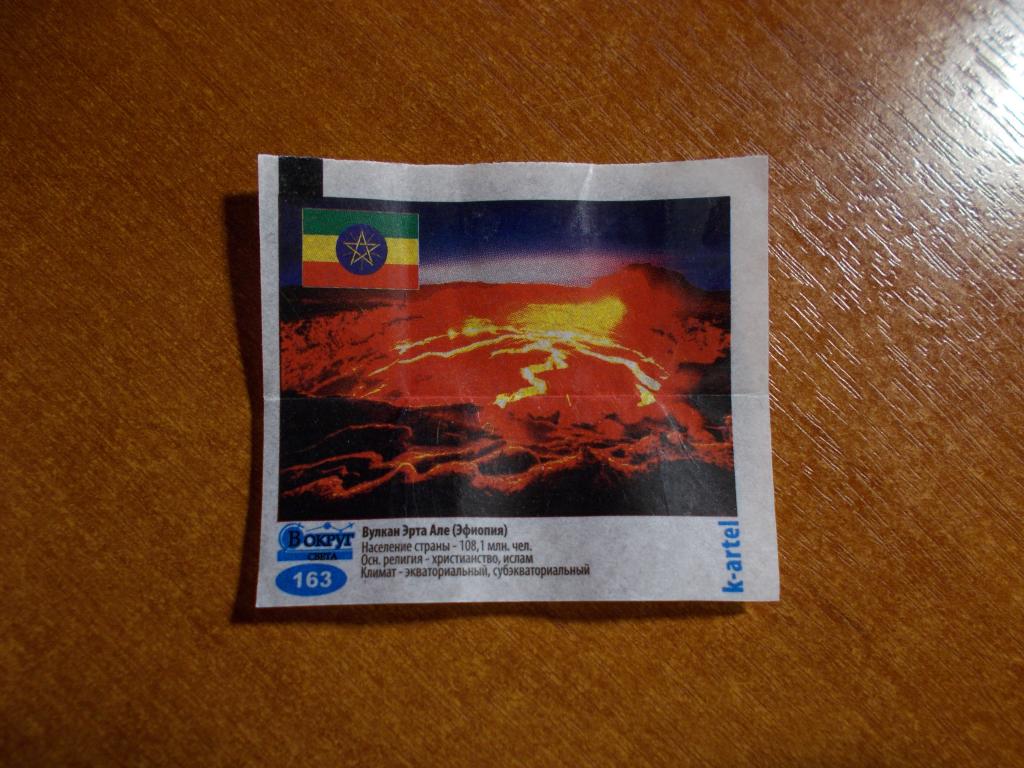 Вокруг
света
163
Вулкан Эрта Але (Эфиопия)
Население страны - 108,1 млн. чел.
Осн. религия - христианство, ислам
Климат - экваториальный, субэкваториальный
k-artel